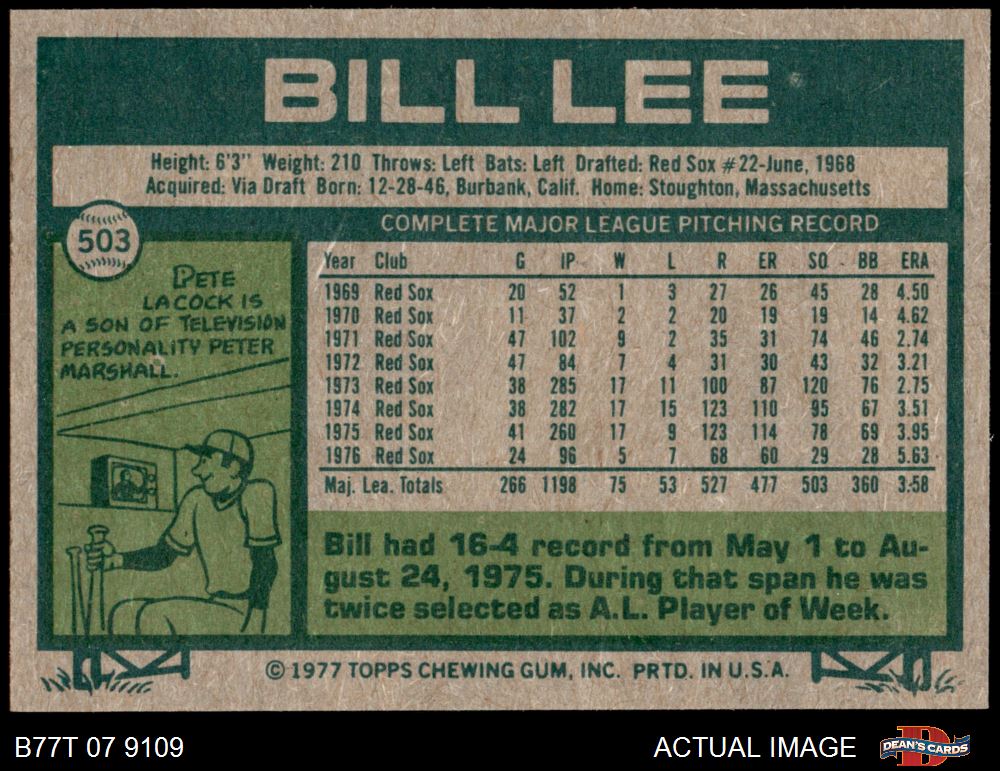 BILL LEE
Height: 6'3" Weight: 210 Throws: Left Bats: Left Drafted: Red Sox #22-June, 1968
Acquired: Via Draft Born: 12-28-46, Burbank, Calif. Home: Stoughton, Massachusetts
503
PETE
LACOCK IS
A SON OF TELEVISION
PERSONALITY PETER
MARSHALL.
COMPLETE MAJOR LEAGUE PITCHING RECORD
Year Club G IP W L R ER SO BB ERA
1969 Red Sox 20 52 1 3 27 26 45 28 4.50
1970 Red Sox 11 37 2 2 20 19 19 14 4.62
1971 Red Sox 47 102 9 2 35 31 74 46 2.74
1972 Red Sox 47 84 7 4 31 30 43 32 3.21
1973 Red Sox 38 285 17 11 100 87 120 76 2.75
1974 Red Sox 38 282 17 15 123 110 95 67 3.51
1975 Red Sox 41 260 17 9 123 114 78 69 3.95
1976 Red Sox 24 96 5 7 68 60 29 28 5.63
Maj. Lea. Totals 266 1198 75 53 527 477 503 360 3.58
Bill had 16-4 record from May 1 to Au-
gust 24, 1975. During that span he was
twice selected as A.L. Player of Week.
© 1977 TOPPS CHEWING GUM, INC. PRTD. IN U.S.A.
B77T 07 9109
ACTUAL IMAGE
DEAN'S CARDS